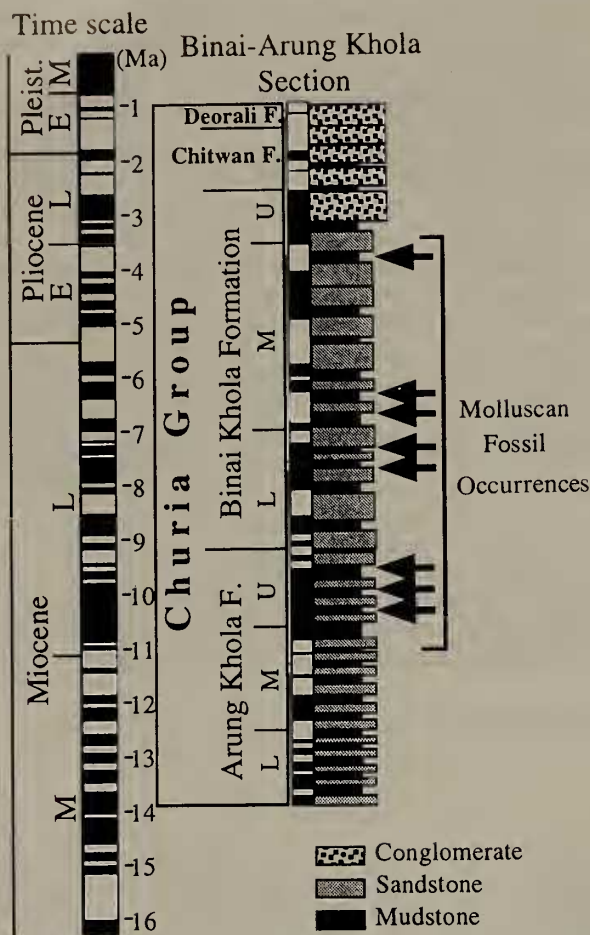 Time scale
(Ma)
Binai-Arung Khola
Section
Pleist.
M
E
Pliocene
L
E
Miocene
L
M
-1
-2
-3
-4
-5
-6
-7
-8
-9
-10
-11
-12
-13
-14
-15
-16
Churia Group
Deorali F.
Chitwan F.
Binai Khola Formation
U
M
L
Arung Khola F.
U
M
L
Molluscan
Fossil
Occurrences
Conglomerate
Sandstone
Mudstone